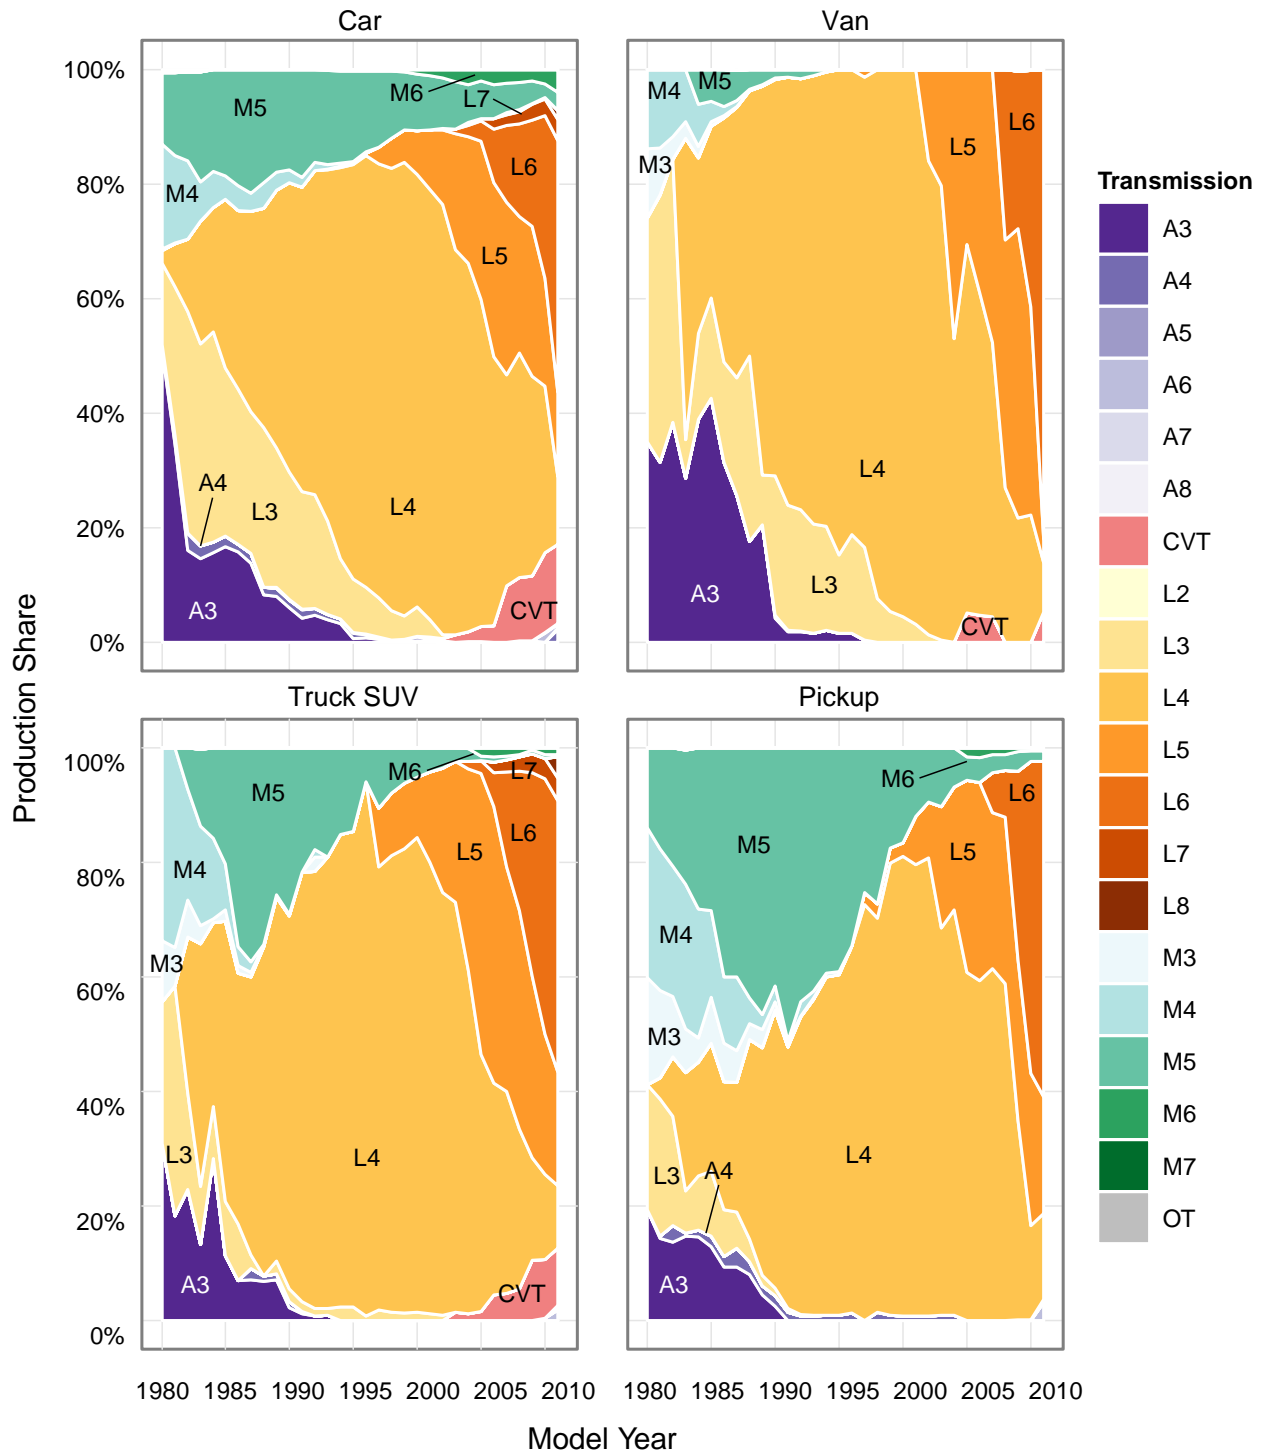 Car
Van
100%
80%
60%
40%
20%
0%
M5
M6
L7
M4
L6
L5
A4
L3
L4
A3
CVT
M4
M5
L6
L5
M3
L4
L3
A3
CVT
Transmission
A3
A4
A5
A6
A7
A8
CVT
L2
L3
L4
L5
L6
L7
L8
M3
M4
M5
M6
M7
OT
Production Share
Truck SUV
Pickup
100%
80%
60%
40%
20%
0%
M6
L7
M5
L6
L5
M4
M3
L3
L4
A3
CVT
M6
L6
M5
L5
M4
M3
L3
A4
L4
A3
1980 1985 1990 1995 2000 2005 2010
1980 1985 1990 1995 2000 2005 2010
Model Year